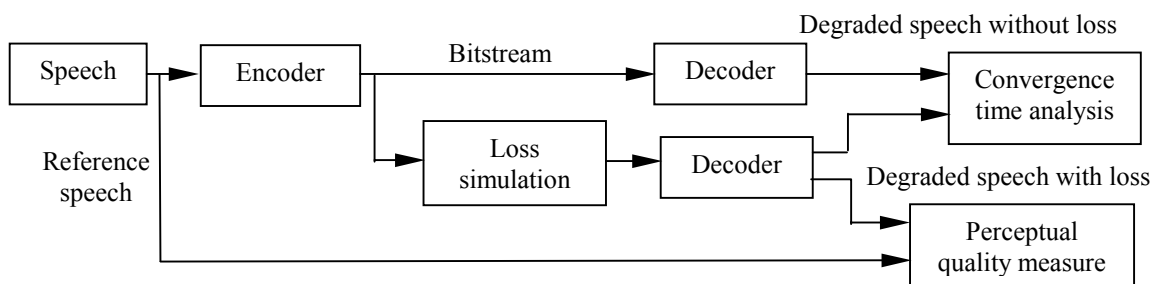 Degraded speech without loss
Speech
Encoder
Bitstream
Decoder
Convergence
time analysis
Reference
speech
Loss
simulation
Decoder
Degraded speech with loss
Perceptual
quality measure